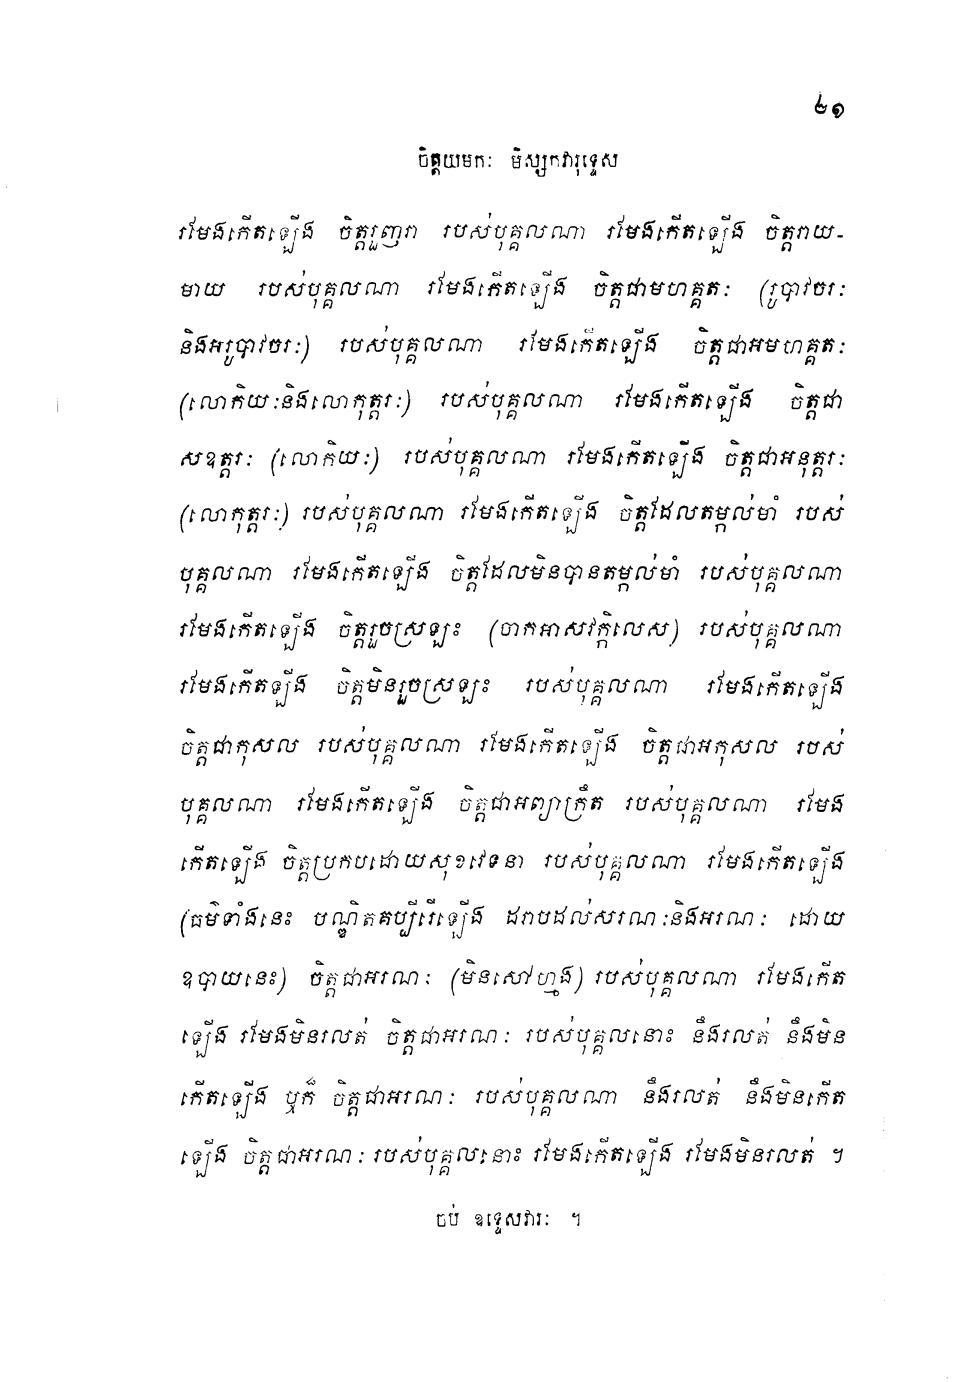 ២១
ចិត្តយមកៈ មិស្សកវារុទ្ទេស
រមែងកើតឡើង ចិត្តរួញរា របស់បុគ្គលណា រមែងកើតឡើង ចិត្តរាយ-
មាយ របស់បុគ្គលណា រមែងកើតឡើង ចិត្តជាមហគ្គតៈ (រូបាវចរៈ
និងអរូបាវចរៈ) របស់បុគ្គលណា រមែងកើតឡើង ចិត្តជាអមហគ្គតៈ
(លោកិយៈនិងលោកុត្តរៈ) របស់បុគ្គលណា រមែងកើតឡើង ចិត្តជា
សឧត្តរៈ (លោកិយៈ) របស់បុគ្គលណា រមែងកើតឡើង ចិត្តជាអនុត្តរៈ
(លោកុត្តរៈ) របស់បុគ្គលណា រមែងកើតឡើង ចិត្តដែលតម្កល់មាំ របស់
បុគ្គលណា រមែងកើតឡើង ចិត្តដែលមិនបានតម្កល់មាំ របស់បុគ្គលណា
រមែងកើតឡើង ចិត្តរួចស្រឡះ (ចាកអាសវក្កិលេស) របស់បុគ្គលណា
រមែងកើតឡើង ចិត្តមិនរួចស្រឡះ របស់បុគ្គលណា រមែងកើតឡើង
ចិត្តជាកុសល របស់បុគ្គលណា រមែងកើតឡើង ចិត្តជាអកុសល របស់
បុគ្គលណា រមែងកើតឡើង ចិត្តជាអព្យាក្រឹត របស់បុគ្គលណា រមែង
កើតឡើង ចិត្តប្រកបដោយសុខវេទនា របស់បុគ្គលណា រមែងកើតឡើង
(ធម៌ទាំងនេះ បណ្ឌិតគប្បីរើឡើង ដរាបដល់សរណៈនិងអរណៈ ដោយ
ឧបាយនេះ) ចិត្តជាអរណៈ (មិនសៅហ្មង) របស់បុគ្គលណា រមែងកើត
ឡើង រមែងមិនរលត់ ចិត្តជាអរណៈ របស់បុគ្គលនោះ នឹងរលត់ នឹងមិន
កើតឡើង ឬក៏ ចិត្តជាអរណៈ របស់បុគ្គលណា នឹងរលត់ នឹងមិនកើត
ឡើង ចិត្តជាអរណៈ របស់បុគ្គលនោះ រមែងកើតឡើង រមែងមិនរលត់ ។
ចប់ ឧទ្ទេសវារៈ ។